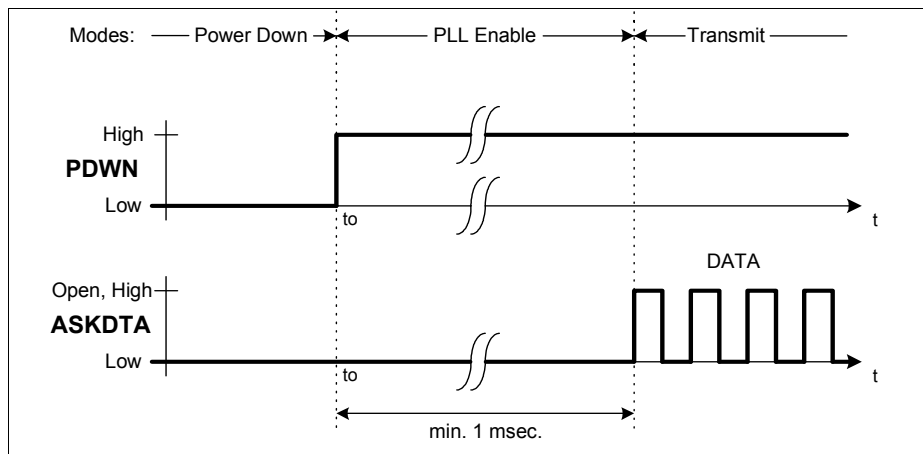 Modes: Power Down PLL Enable Transmit
High
PDWN
Low
to
t
DATA
Open, High
ASKDTA
Low
to
t
min. 1 msec.